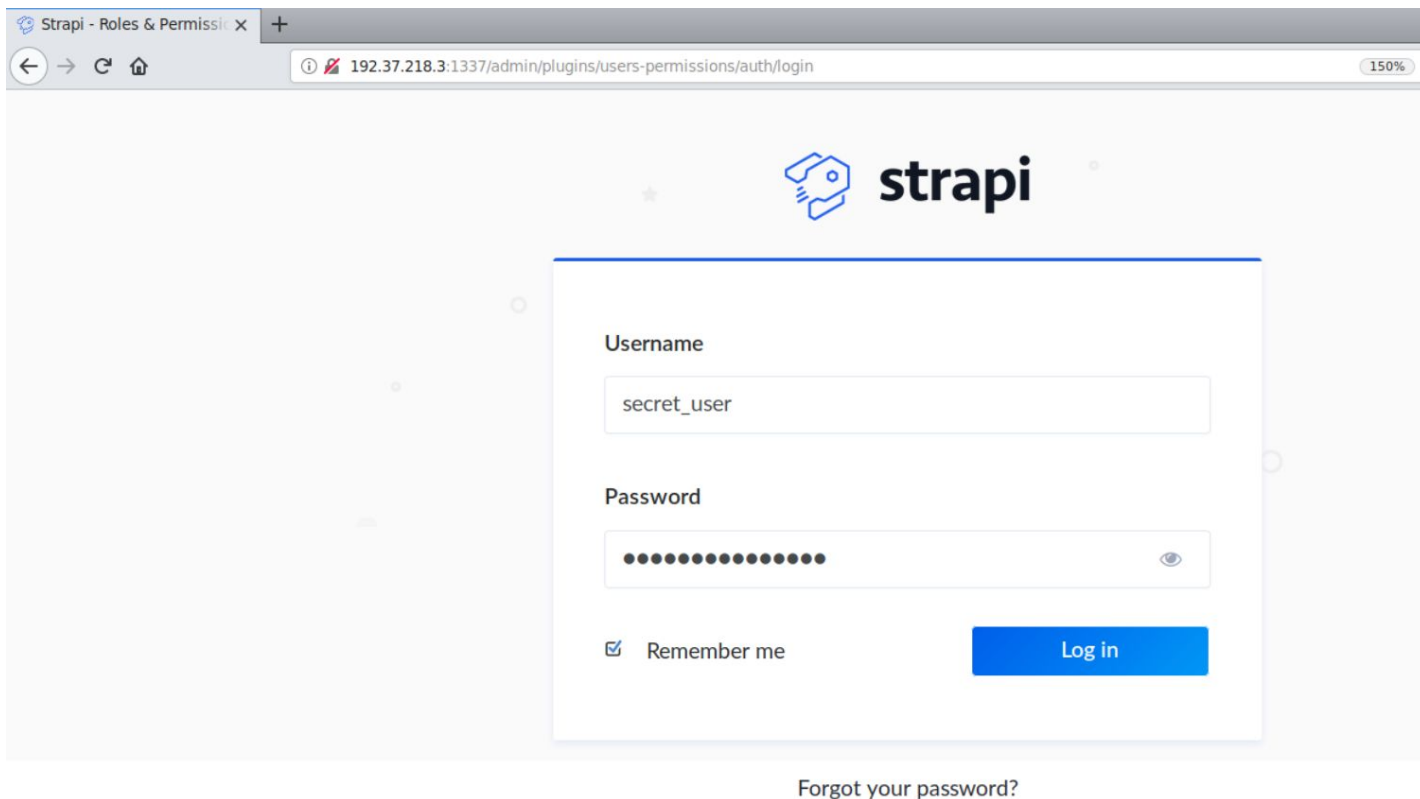 Strapi - Roles & Permissi
192.37.218.3:1337/admin/plugins/users-permissions/auth/login
150%
strapi
Username
secret_user
Password
●●●●●●●●●●●●●●●
Remember me
Log in
Forgot your password?